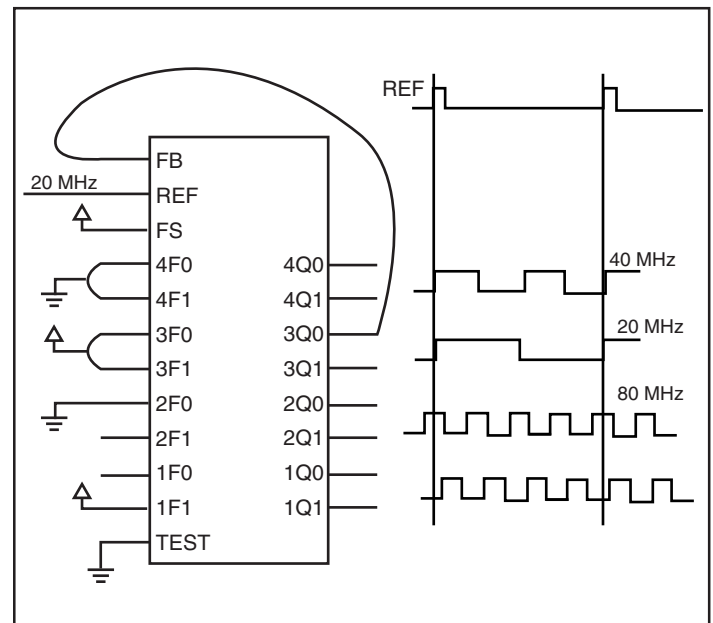 REF
FB
20 MHz
REF
FS
4F0
4Q0
40 MHz
4F1
4Q1
3F0
3Q0
20 MHz
3F1
3Q1
2F0
2Q0
80 MHz
2F1
2Q1
1F0
1Q0
1F1
1Q1
TEST